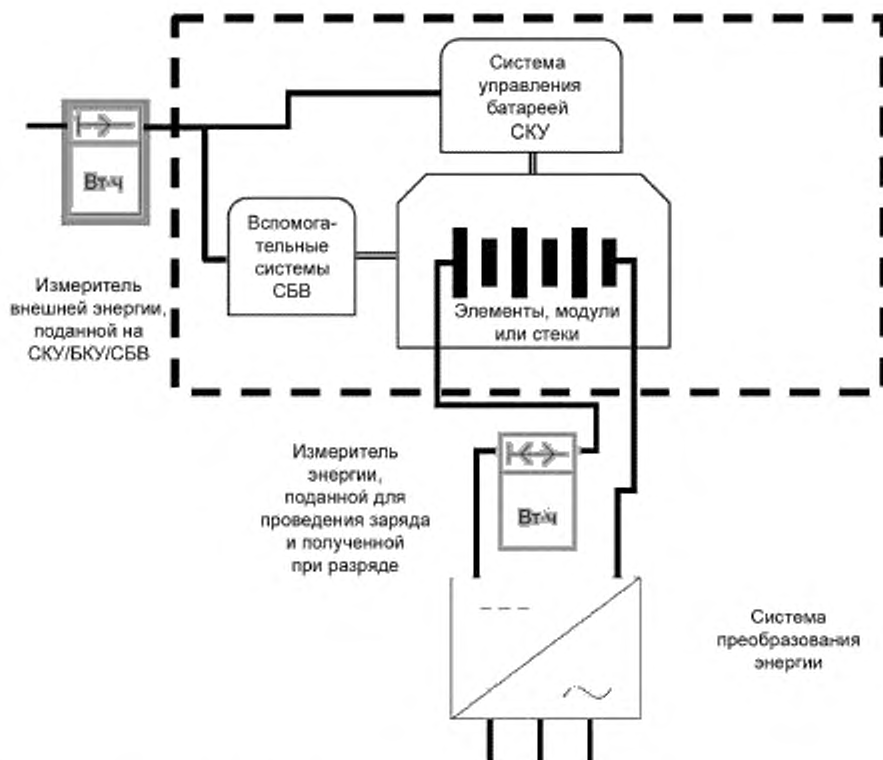 Система
управления
батареей
СКУ
Вт·ч
Вспомога-
тельные
системы
СБВ
Элементы, модули
или стеки
Измеритель
внешней энергии,
поданной на
СКУ/БКУ/СБВ
Измеритель
энергии,
поданной для
проведения заряда
и полученной
при разряде
Вт·ч
Система
преобразования
энергии